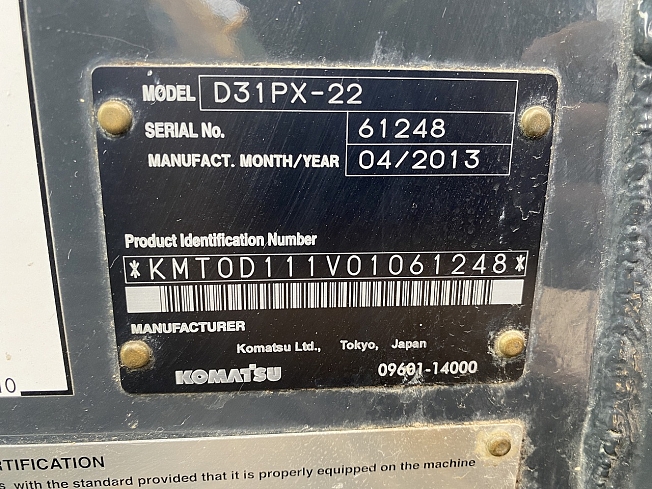 MODEL D31PX-22
SERIAL No. 61248
MANUFACT. MONTH/YEAR 04/2013
Product Identification Number
*KMT0D111V01061248*
MANUFACTURER
Komatsu Ltd., Tokyo, Japan
KOMATSU 09601-14000
RTIFICATION
s, with the standard provided that it is properly equipped on the machine